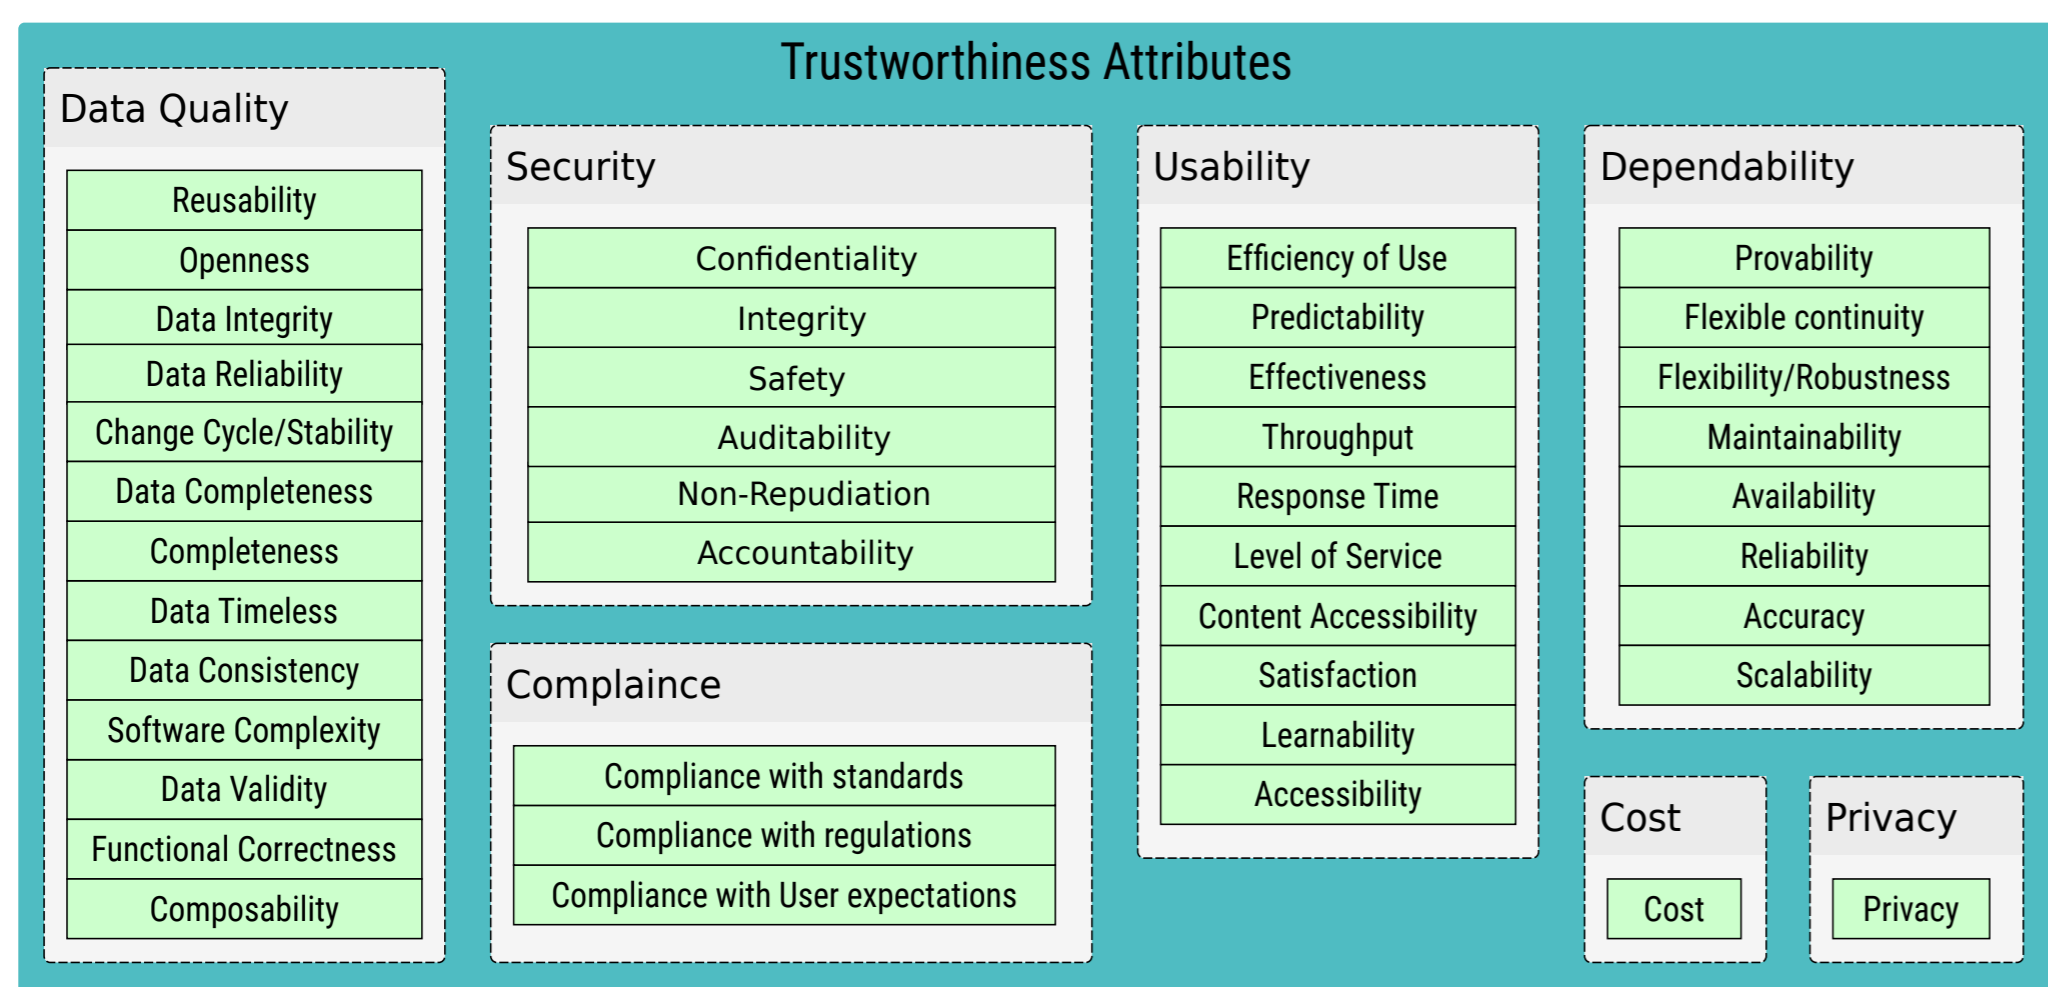 Trustworthiness Attributes
Data Quality
Reusability
Openness
Data Integrity
Data Reliability
Change Cycle/Stability
Data Completeness
Completeness
Data Timeless
Data Consistency
Software Complexity
Data Validity
Functional Correctness
Composability
Security
Confidentiality
Integrity
Safety
Auditability
Non-Repudiation
Accountability
Complaince
Compliance with standards
Compliance with regulations
Compliance with User expectations
Usability
Efficiency of Use
Predictability
Effectiveness
Throughput
Response Time
Level of Service
Content Accessibility
Satisfaction
Learnability
Accessibility
Dependability
Provability
Flexible continuity
Flexibility/Robustness
Maintainability
Availability
Reliability
Accuracy
Scalability
Cost
Cost
Privacy
Privacy